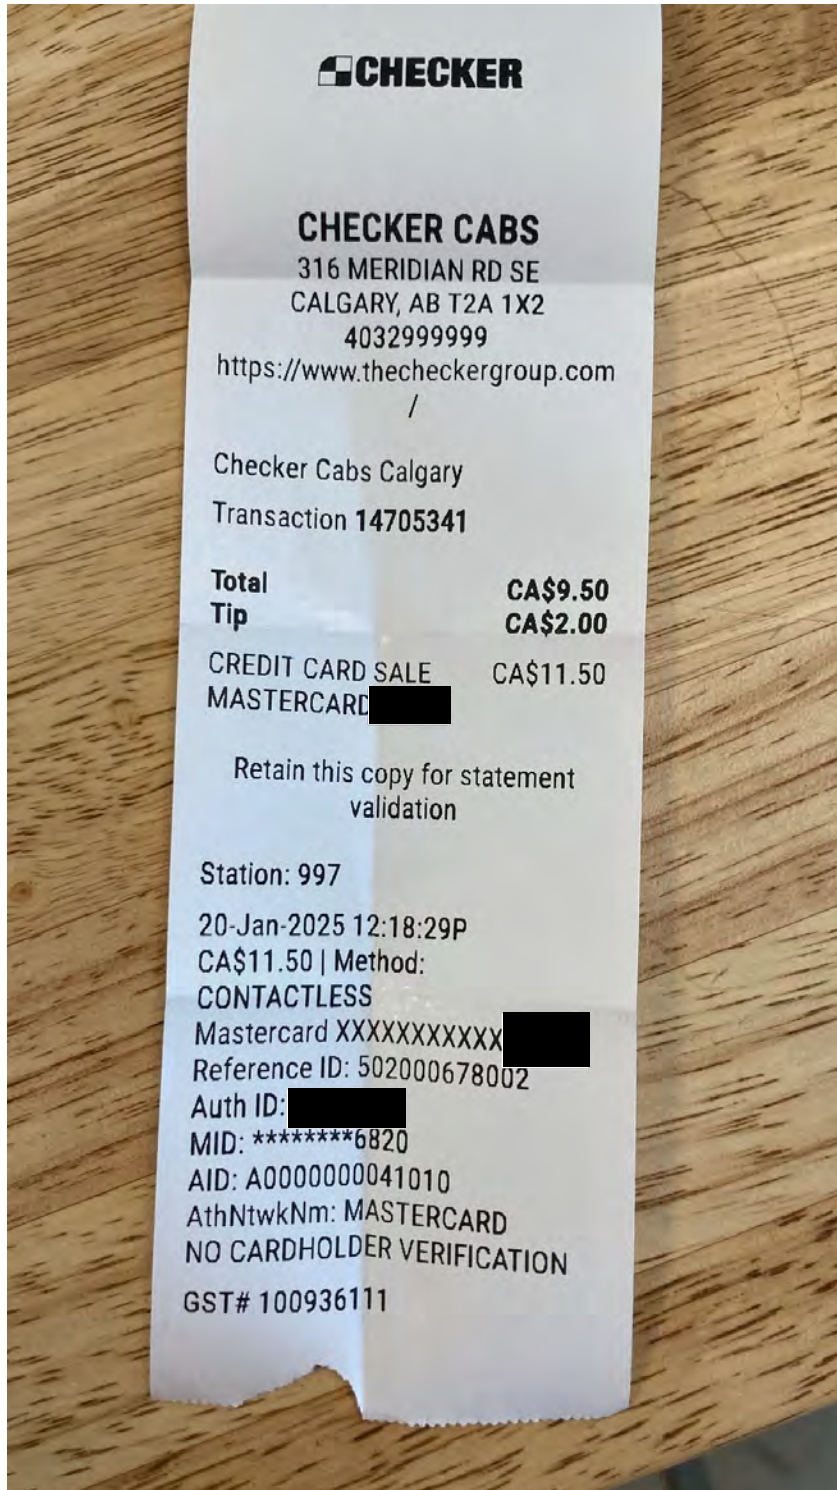 CHECKER
CHECKER CABS
316 MERIDIAN RD SE
CALGARY, AB T2A 1X2
4032999999
https://www.thecheckergroup.com
/
Checker Cabs Calgary
Transaction 14705341
Total CA$9.50
Tip CA$2.00
CREDIT CARD SALE CA$11.50
MASTERCARD
Retain this copy for statement
validation
Station: 997
20-Jan-2025 12:18:29P
CA$11.50 | Method:
CONTACTLESS
Mastercard XXXXXXXXXXXX
Reference ID: 502000678002
Auth ID:
MID: ********6820
AID: A0000000041010
AthNtwkNm: MASTERCARD
NO CARDHOLDER VERIFICATION
GST# 100936111